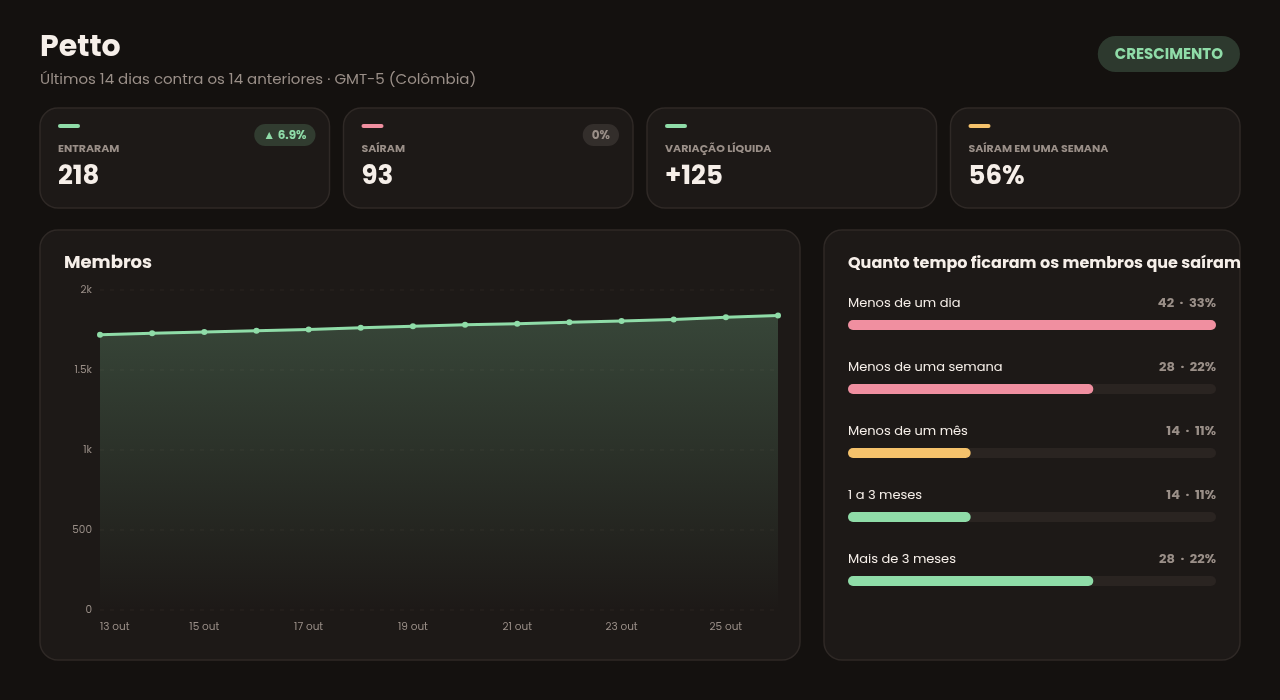 Petto
Últimos 14 dias contra os 14 anteriores · GMT-5 (Colômbia)
CRESCIMENTO
ENTRARAM
▲ 6.9%
218
SAÍRAM
0%
93
VARIAÇÃO LÍQUIDA
+125
SAÍRAM EM UMA SEMANA
56%
Membros
2k
1.5k
1k
500
0
13 out
15 out
17 out
19 out
21 out
23 out
25 out
Quanto tempo ficaram os membros que saíram
Menos de um dia
42 · 33%
Menos de uma semana
28 · 22%
Menos de um mês
14 · 11%
1 a 3 meses
14 · 11%
Mais de 3 meses
28 · 22%